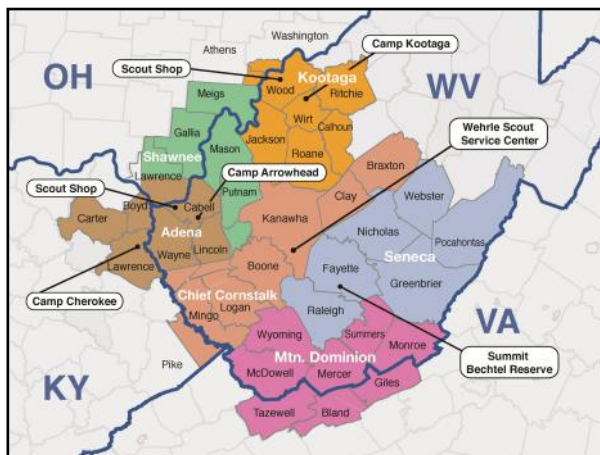 Washington
Athens
Camp Kootaga
Scout Shop
OH
Kootaga
WV
Wood
Ritchie
Meigs
Wirt
Wehrle Scout
Service Center
Gallia
Jackson
Calhoun
Mason
Roane
Braxton
Shawnee
Lawrence
Camp Arrowhead
Clay
Webster
Scout Shop
Putnam
Boyd
Cabell
Kanawha
Carter
Nicholas
Pocahontas
Adena
Seneca
Lawrence
Wayne
Lincoln
Boone
Fayette
Greenbrier
Camp Cherokee
Chief Cornstalk
Logan
Raleigh
Mingo
VA
Wyoming
Summers
Monroe
Pike
Mtn. Dominion
Summit
Bechtel Reserve
KY
McDowell
Mercer
Giles
Tazewell
Bland